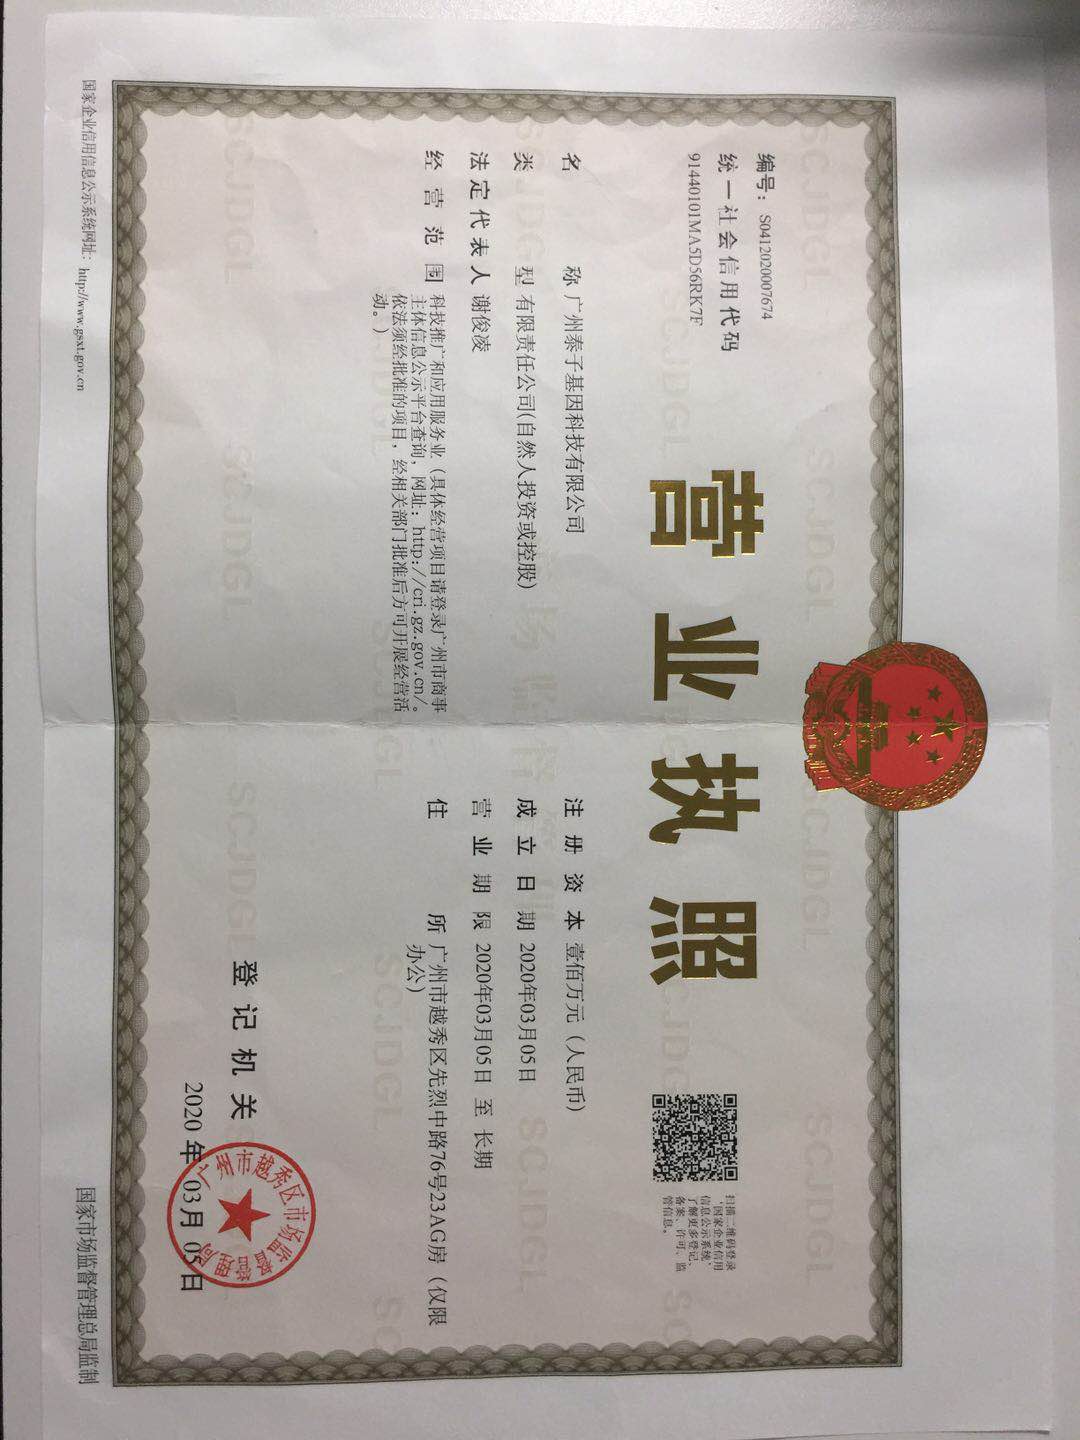 编号：S0412020007674
统一社会信用代码
91440101MA5D56RK7F
营业执照
扫描二维码登录
‘国家企业信用
信息公示系统’
了解更多登记、
备案、许可、监
管信息。
名称 广州泰子基因科技有限公司
类型 有限责任公司(自然人投资或控股)
法定代表人 谢俊凌
经营范围 科技推广和应用服务业（具体经营项目请登录广州市商事
主体信息公示平台查询，网址：http://cri.gz.gov.cn/。
依法须经批准的项目，经相关部门批准后方可开展经营活
动。）
注册资本 壹佰万元（人民币）
成立日期 2020年03月05日
营业期限 2020年03月05日 至 长期
住所 广州市越秀区先烈中路76号23AG房（仅限
办公）
登记机关
广州市越秀区市场监督管理局
2020 年 03月 05日
国家企业信用信息公示系统网址：http://www.gsxt.gov.cn
国家市场监督管理总局监制
SCJDGL
市场监督管理